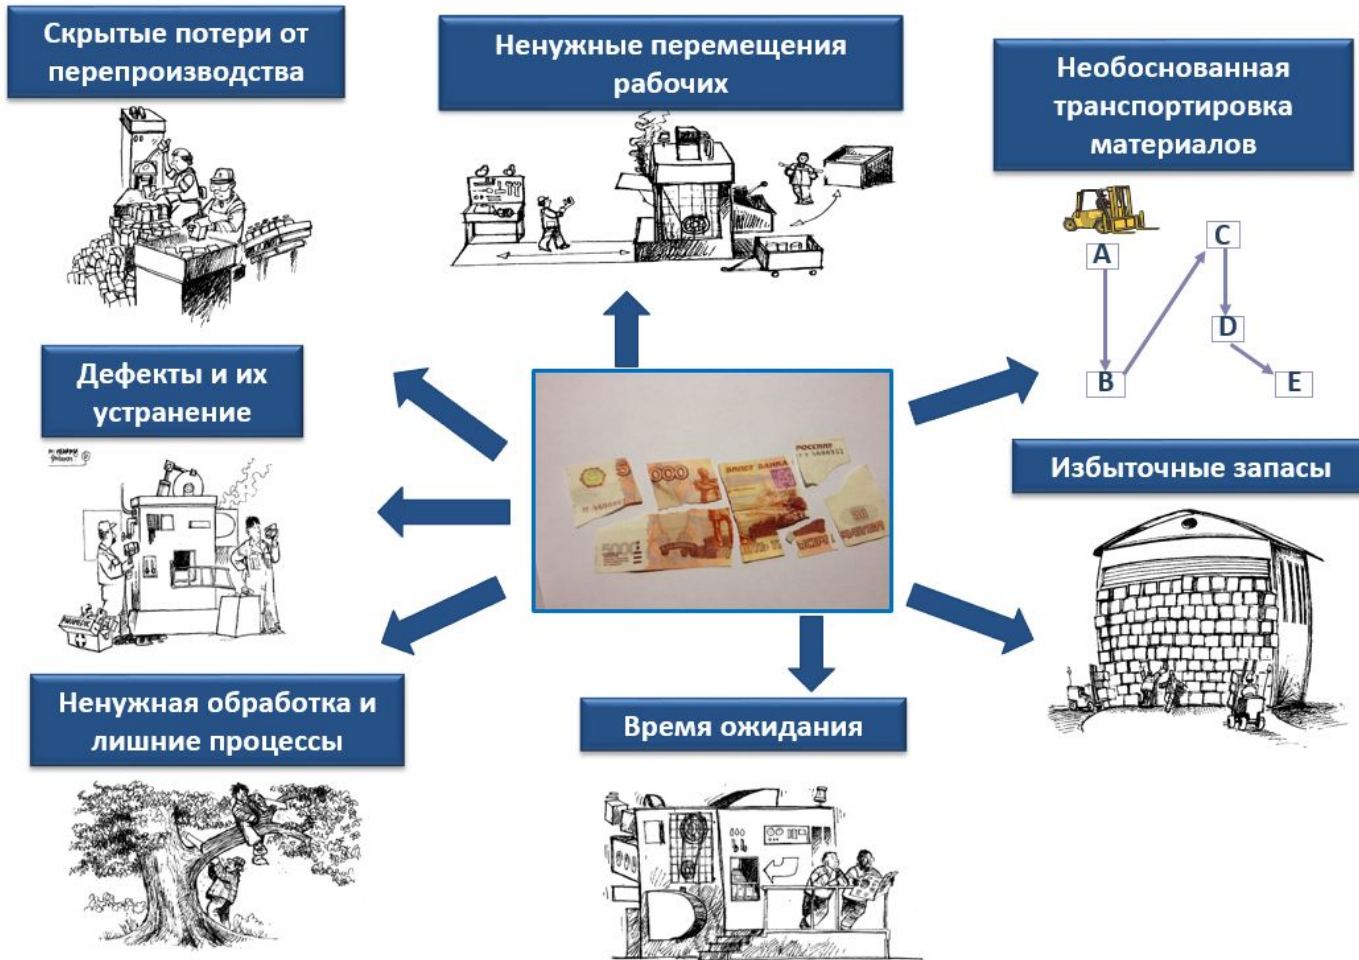 Скрытые потери от
перепроизводства
Ненужные перемещения
рабочих
Необоснованная
транспортировка
материалов
A
C
D
B
E
Дефекты и их
устранение
Избыточные запасы
5000
Ненужная обработка и
лишние процессы
Время ожидания